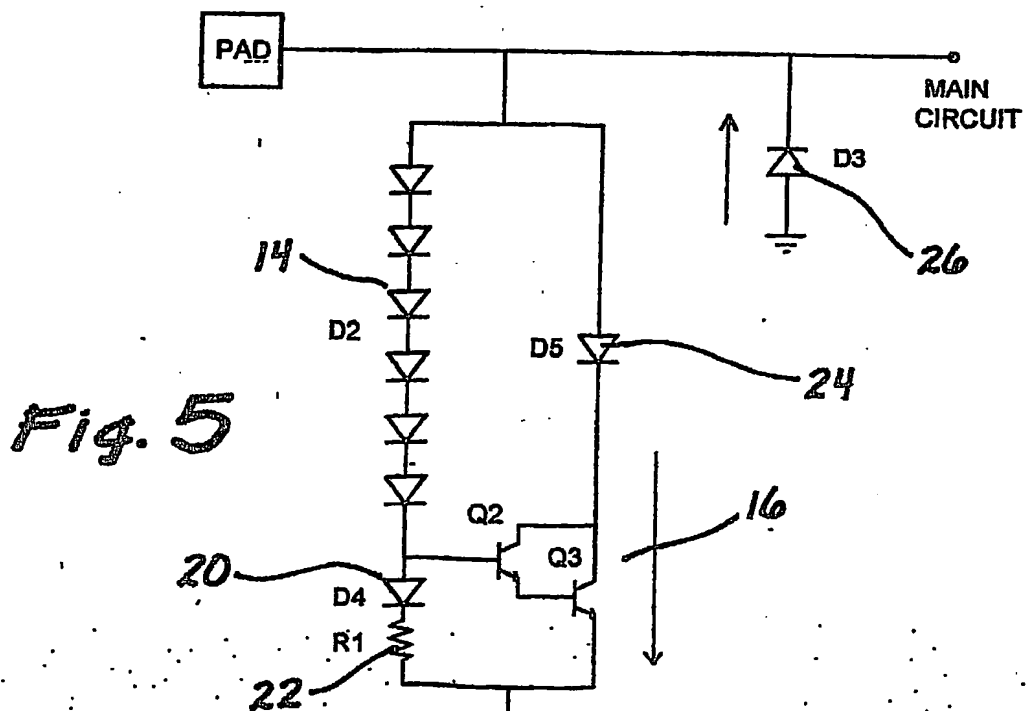 PAD
MAIN
CIRCUIT
D3
26
14
D2
D5
24
Fig. 5
Q2
16
Q3
20
D4
R1
22